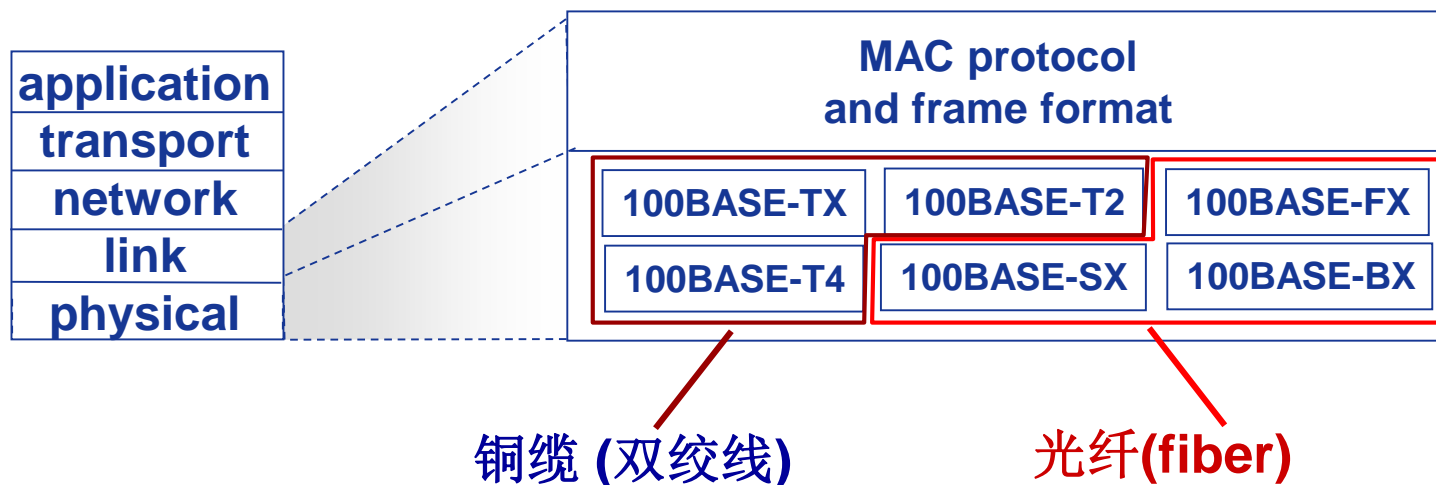 application
transport
network
link
physical
MAC protocol
and frame format
100BASE-TX
100BASE-T2
100BASE-FX
100BASE-T4
100BASE-SX
100BASE-BX
铜缆 (双绞线)
光纤(fiber)